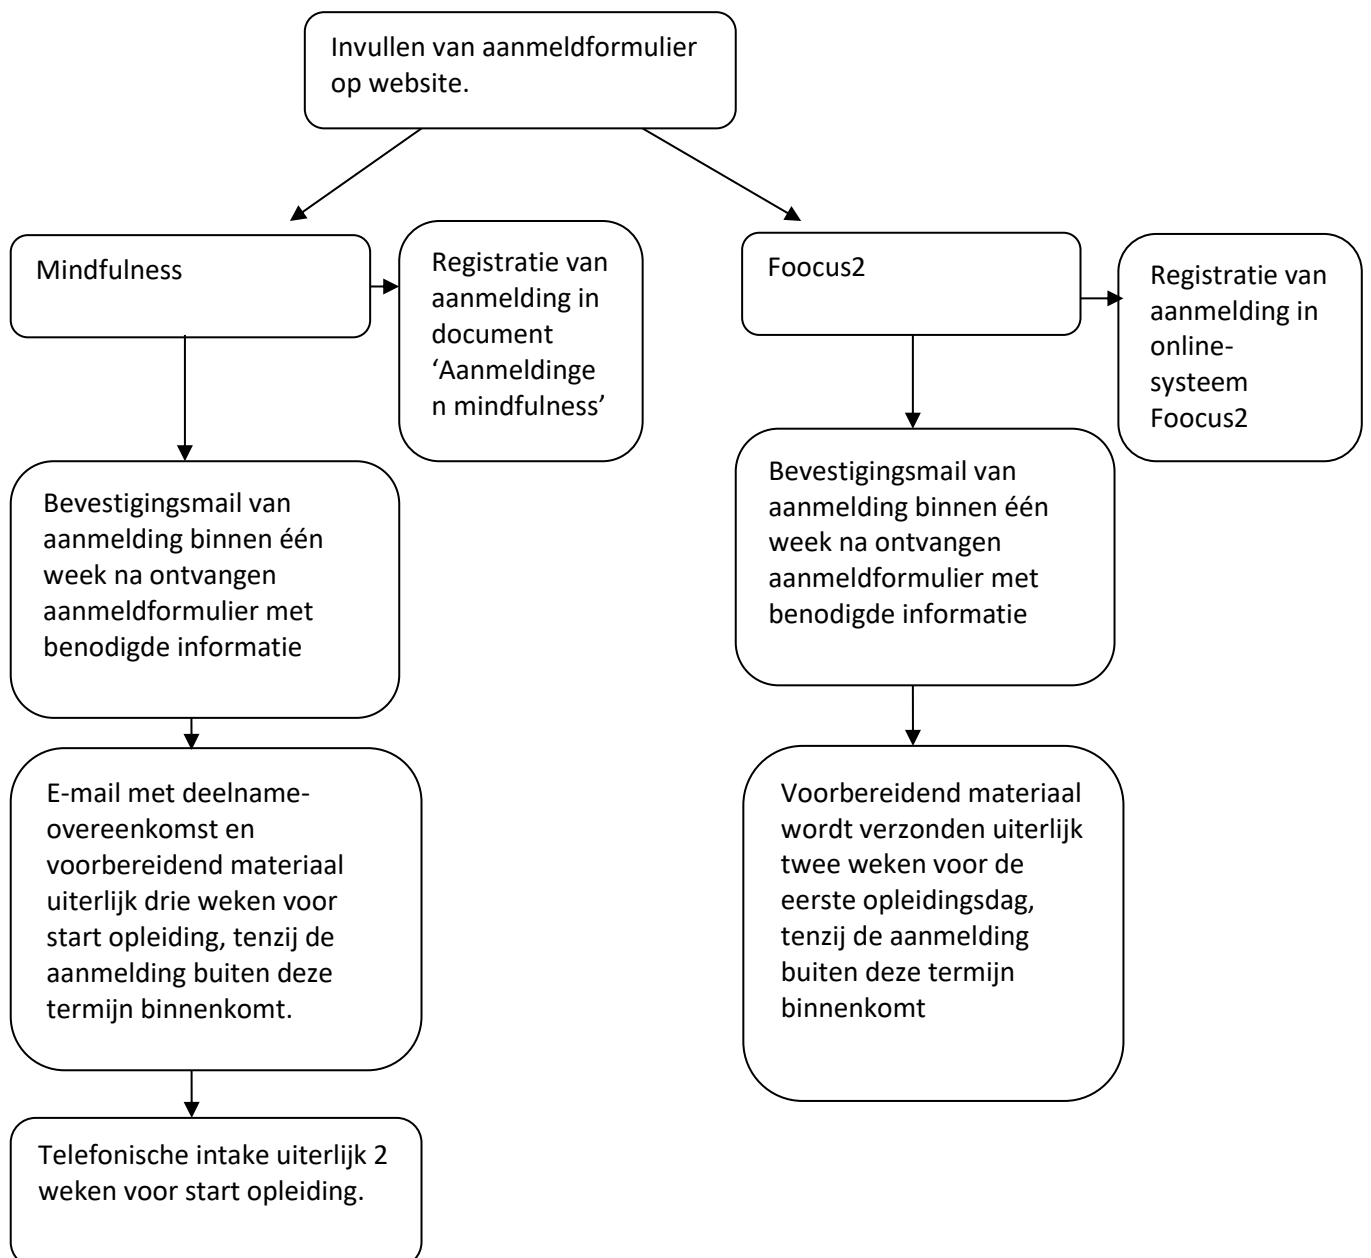 Invullen van aanmeldformulier
op website.
Mindfulness
Registratie van
aanmelding in
document
‘Aanmeldinge
n mindfulness’
Foocus2
Registratie van
aanmelding in
online-
systeem
Foocus2
Bevestigingsmail van
aanmelding binnen één
week na ontvangen
aanmeldformulier met
benodigde informatie
Bevestigingsmail van
aanmelding binnen één
week na ontvangen
aanmeldformulier met
benodigde informatie
E-mail met deelname-
overeenkomst en
voorbereidend materiaal
uiterlijk drie weken voor
start opleiding, tenzij de
aanmelding buiten deze
termijn binnenkomt.
Voorbereidend materiaal
wordt verzonden uiterlijk
twee weken voor de
eerste opleidingsdag,
tenzij de aanmelding
buiten deze termijn
binnenkomt
Telefonische intake uiterlijk 2
weken voor start opleiding.